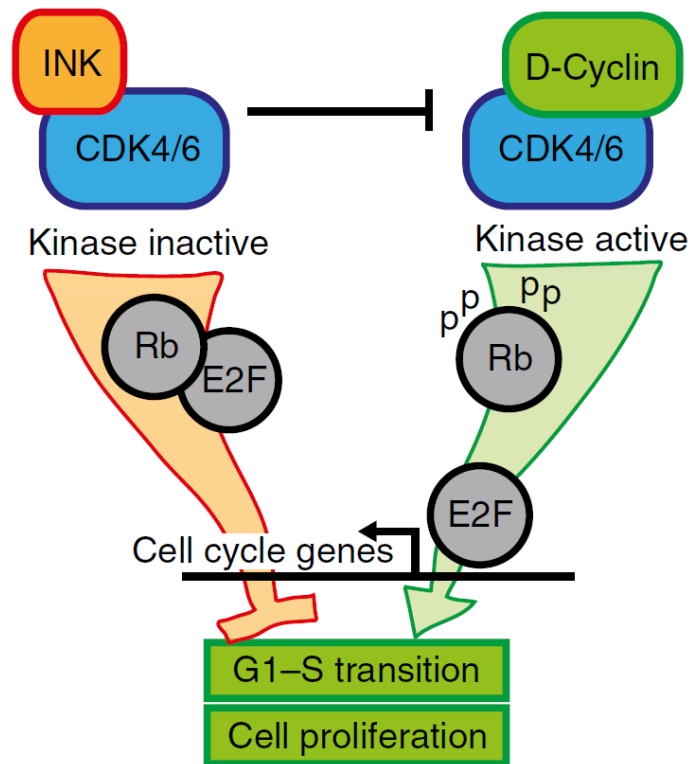 INK
D-Cyclin
CDK4/6
CDK4/6
Kinase inactive
Kinase active
p p
p p
Rb
E2F
Rb
E2F
Cell cycle genes
G1–S transition
Cell proliferation